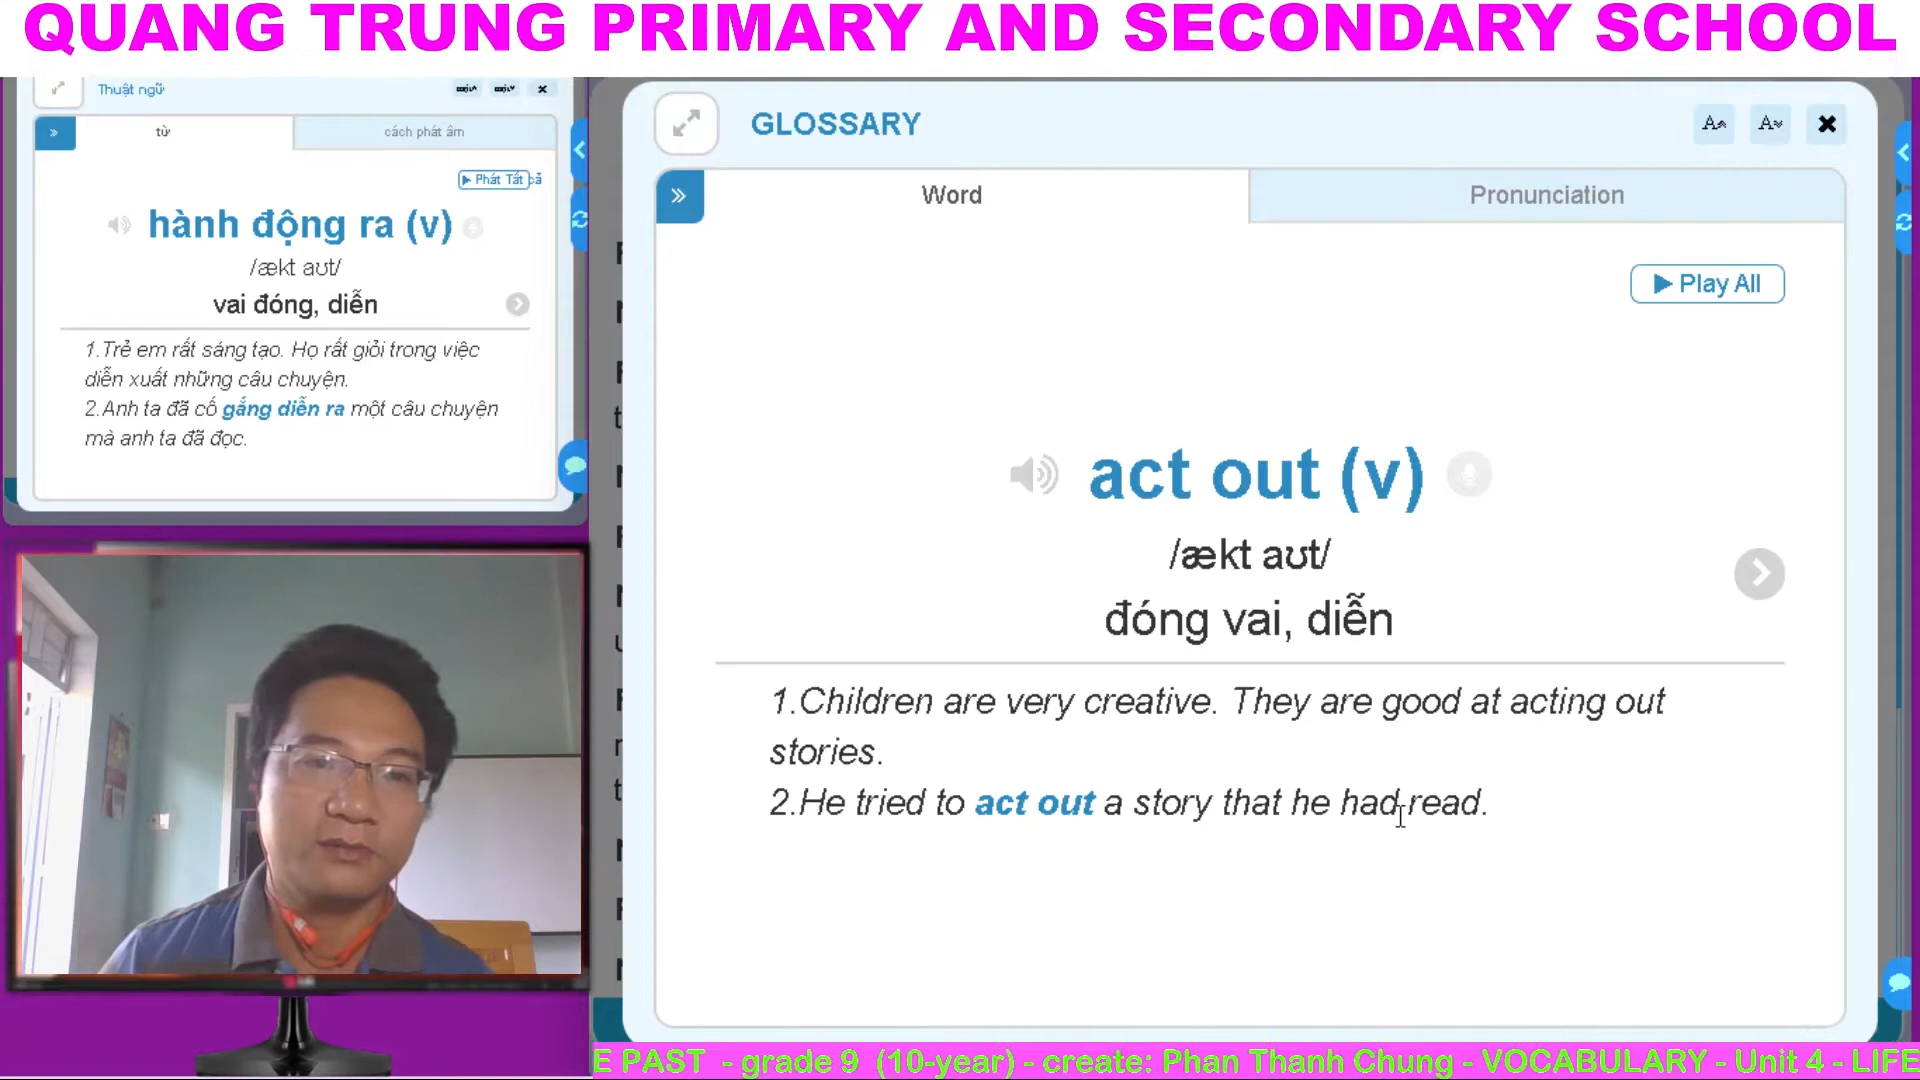 QUANG TRUNG PRIMARY AND SECONDARY SCHOOL
Thuật ngữ
từ
cách phát âm
Phát Tất cả
hành động ra (v)
/ækt aʊt/
vai đóng, diễn
1.Trẻ em rất sáng tạo. Họ rất giỏi trong việc
diễn xuất những câu chuyện.
2.Anh ta đã cố gắng diễn ra một câu chuyện
mà anh ta đã đọc.
GLOSSARY
Word
Pronunciation
Play All
act out (v)
/ækt aʊt/
đóng vai, diễn
1.Children are very creative. They are good at acting out
stories.
2.He tried to act out a story that he had read.
E PAST - grade 9 (10-year) - create: Phan Thanh Chung - VOCABULARY - Unit 4 - LIFE